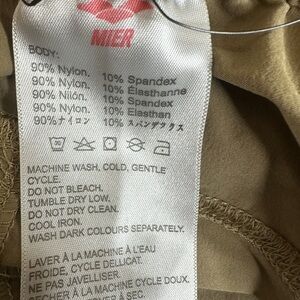 MIER
BODY:
90% Nylon. 10% Spandex
90% Nylon. 10% Élasthanne
90% Nilón. 10% Spandex
90% Nylon. 10% Elasthan
90%ナイロン 10% スパンデックス
MACHINE WASH, COLD, GENTLE
CYCLE.
DO NOT BLEACH.
TUMBLE DRY LOW.
DO NOT DRY CLEAN.
COOL IRON.
WASH DARK COLOURS SEPARATELY.
LAVER À LA MACHINE À L'EAU
FROIDE, CYCLE DELICAT.
NE PAS JAVELLISER.
SÉCHER À LA MACHINE CYCLE DOUX.